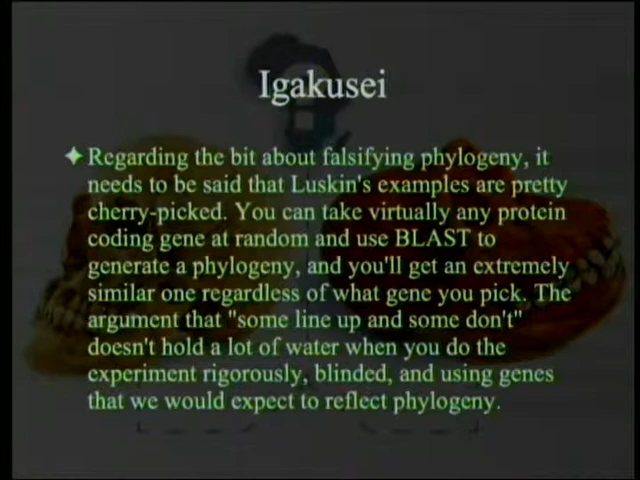 Igakusei
Regarding the bit about falsifying phylogeny, it
needs to be said that Luskin's examples are pretty
cherry-picked. You can take virtually any protein
coding gene at random and use BLAST to
generate a phylogeny, and you'll get an extremely
similar one regardless of what gene you pick. The
argument that "some line up and some don't"
doesn't hold a lot of water when you do the
experiment rigorously, blinded, and using genes
that we would expect to reflect phylogeny.